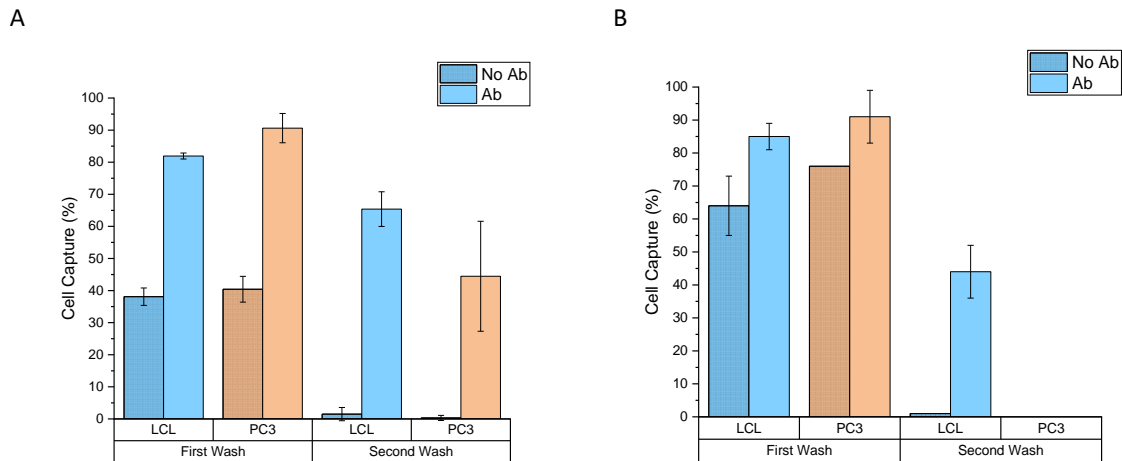 A
No Ab
Ab
Cell Capture (%)
100
90
80
70
60
50
40
30
20
10
0
LCL PC3 LCL PC3
First Wash Second Wash
B
No Ab
Ab
Cell Capture (%)
100
90
80
70
60
50
40
30
20
10
0
LCL PC3 LCL PC3
First Wash Second Wash